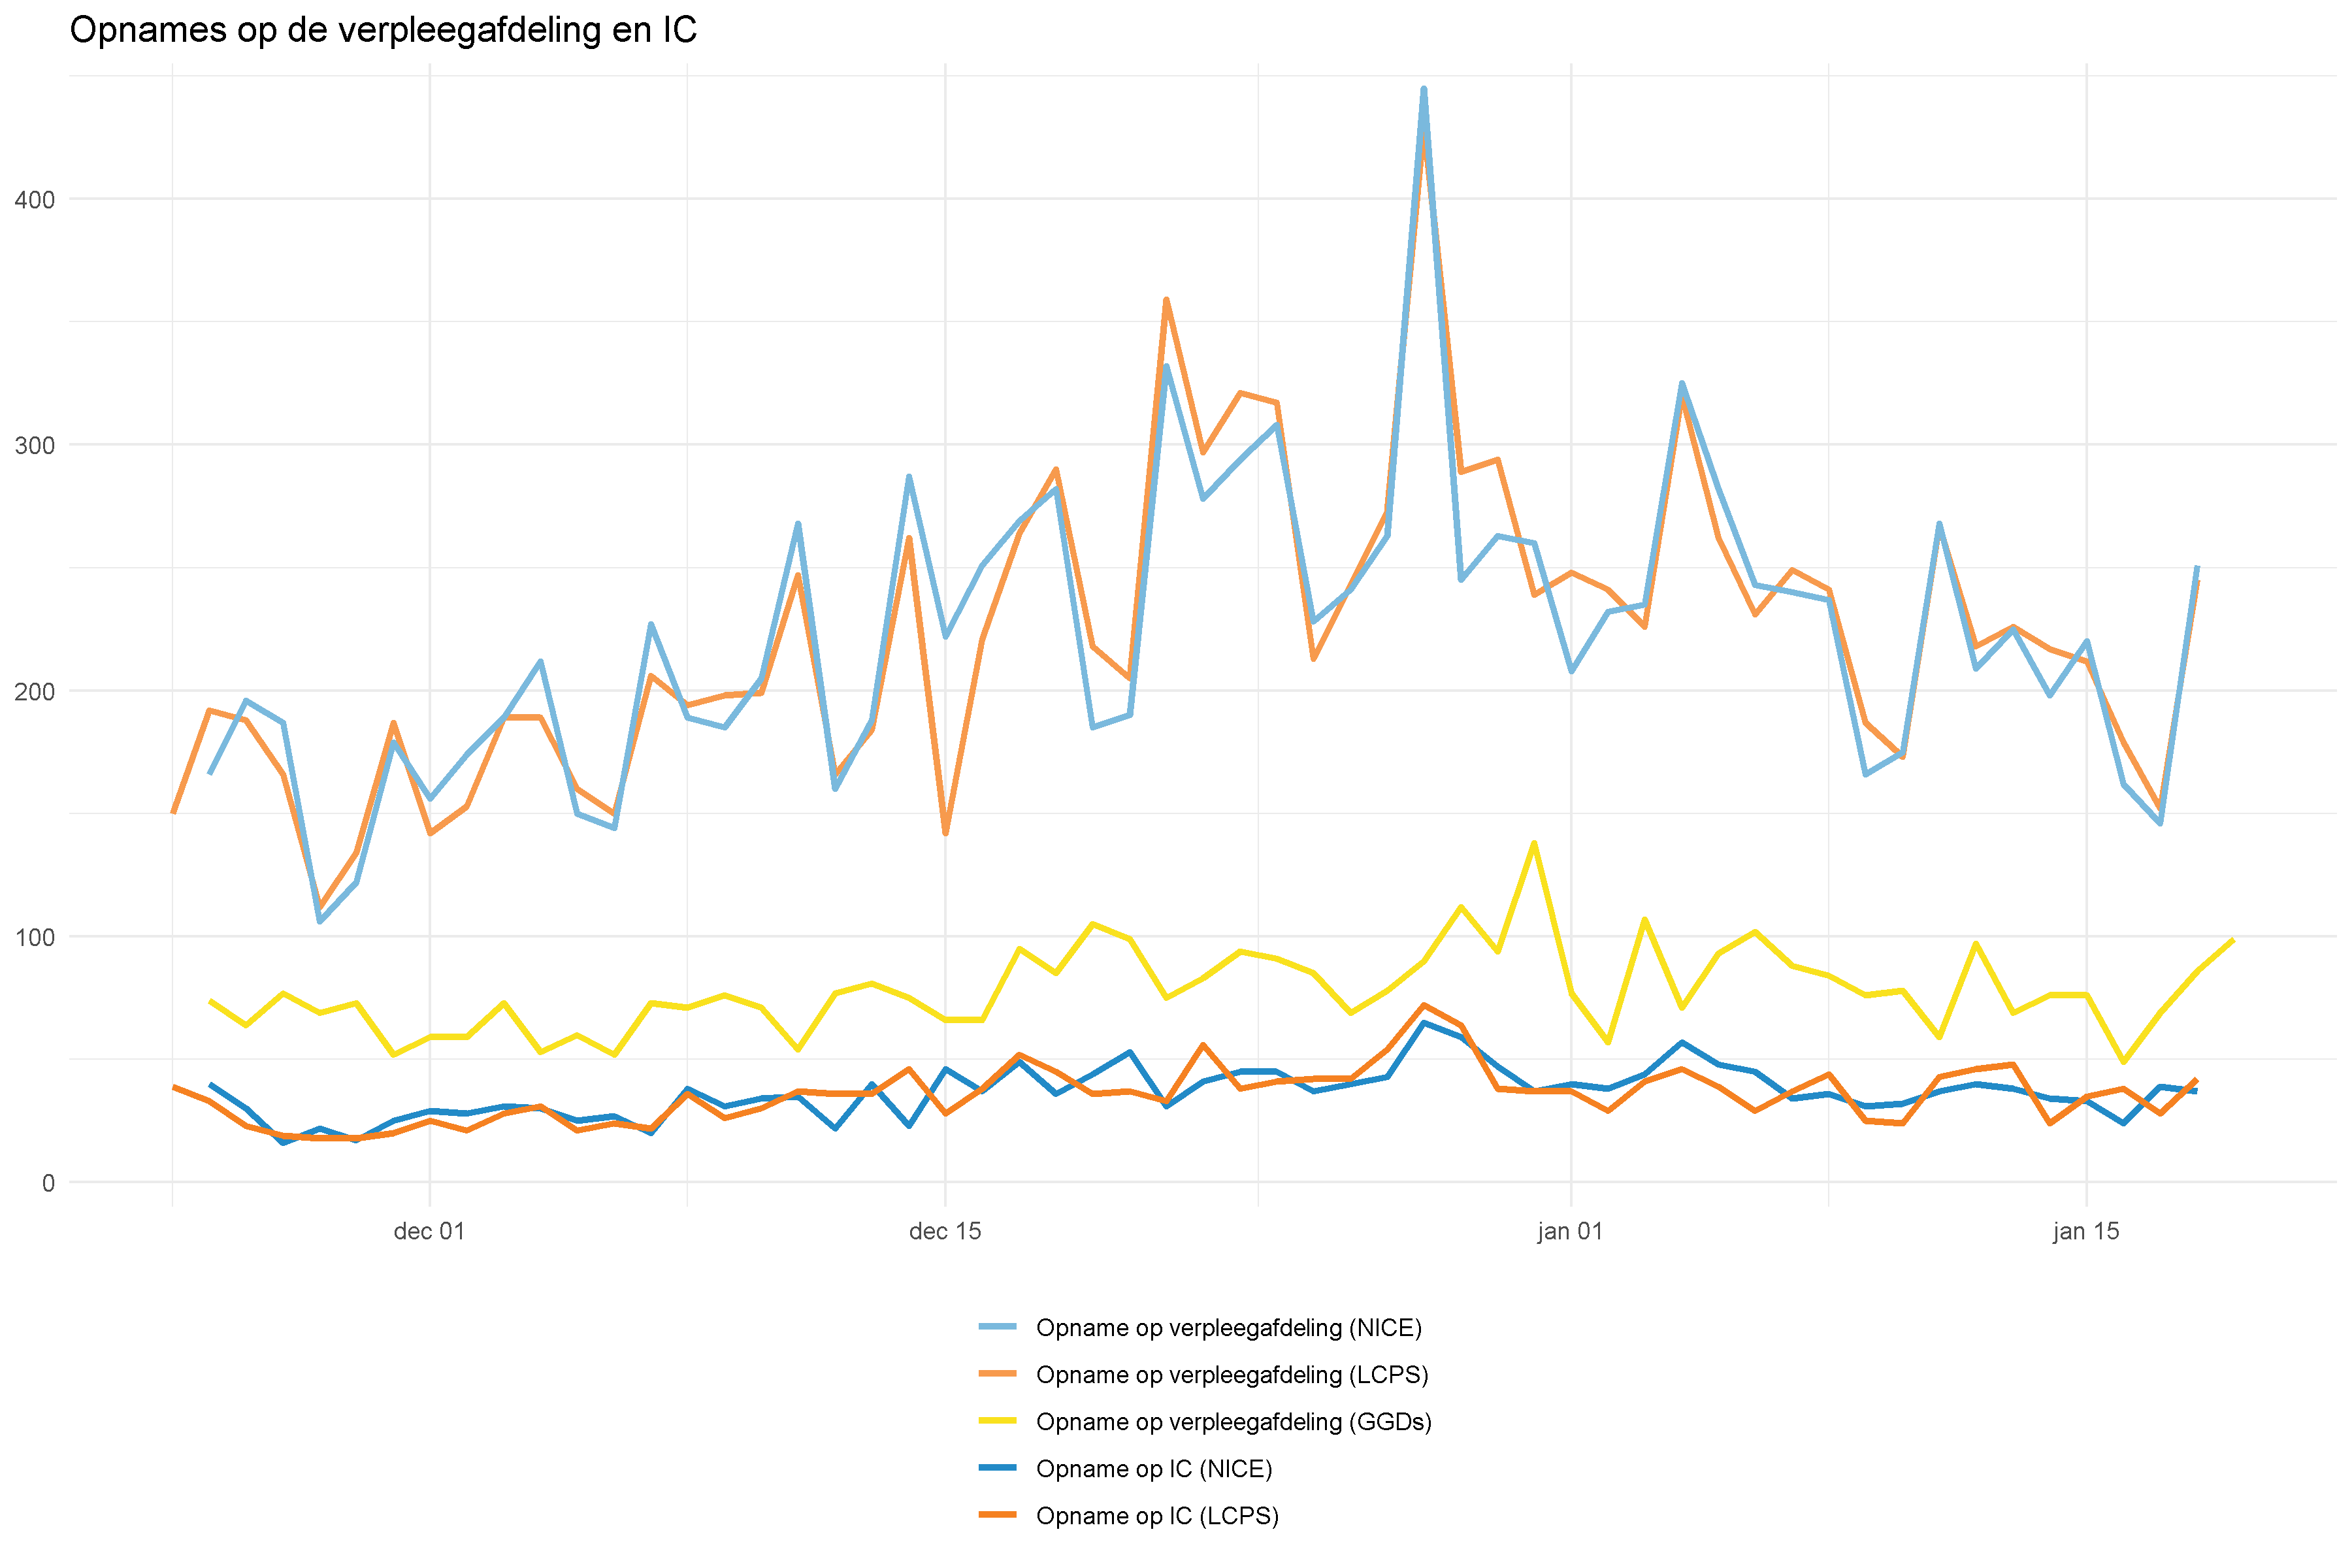 Opnames op de verpleegafdeling en IC
400
300
200
100
0
dec 01
dec 15
jan 01
jan 15
Opname op verpleegafdeling (NICE)
Opname op verpleegafdeling (LCPS)
Opname op verpleegafdeling (GGDs)
Opname op IC (NICE)
Opname op IC (LCPS)